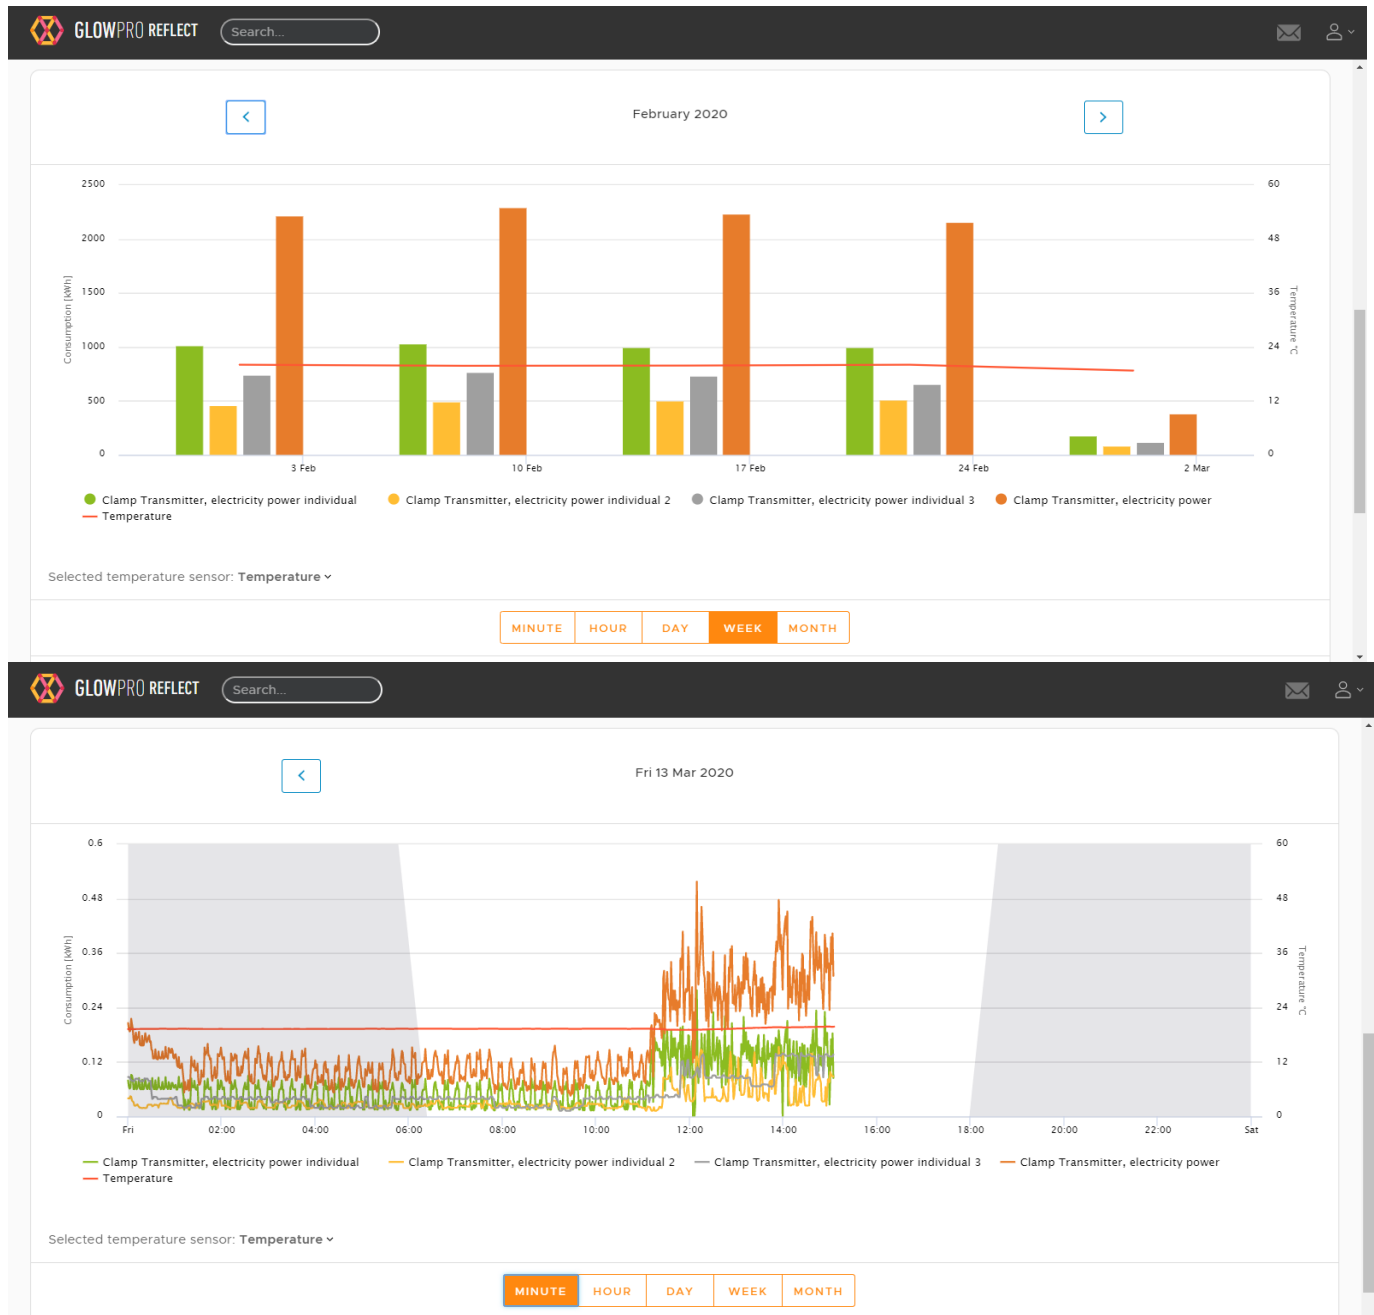 GLOWPRO REFLECT Search...
February 2020
2500 60
2000 48
1500 36
1000 24
500 12
0 0
Consumption [kWh]
Temperature °C
3 Feb 10 Feb 17 Feb 24 Feb 2 Mar
Clamp Transmitter, electricity power individual Clamp Transmitter, electricity power individual 2 Clamp Transmitter, electricity power individual 3 Clamp Transmitter, electricity power
Temperature
Selected temperature sensor: Temperature
MINUTE HOUR DAY WEEK MONTH
GLOWPRO REFLECT Search...
Fri 13 Mar 2020
0.6 60
0.48 48
0.36 36
0.24 24
0.12 12
0 0
Consumption [kWh]
Temperature °C
Fri 02:00 04:00 06:00 08:00 10:00 12:00 14:00 16:00 18:00 20:00 22:00 Sat
Clamp Transmitter, electricity power individual Clamp Transmitter, electricity power individual 2 Clamp Transmitter, electricity power individual 3 Clamp Transmitter, electricity power
Temperature
Selected temperature sensor: Temperature
MINUTE HOUR DAY WEEK MONTH